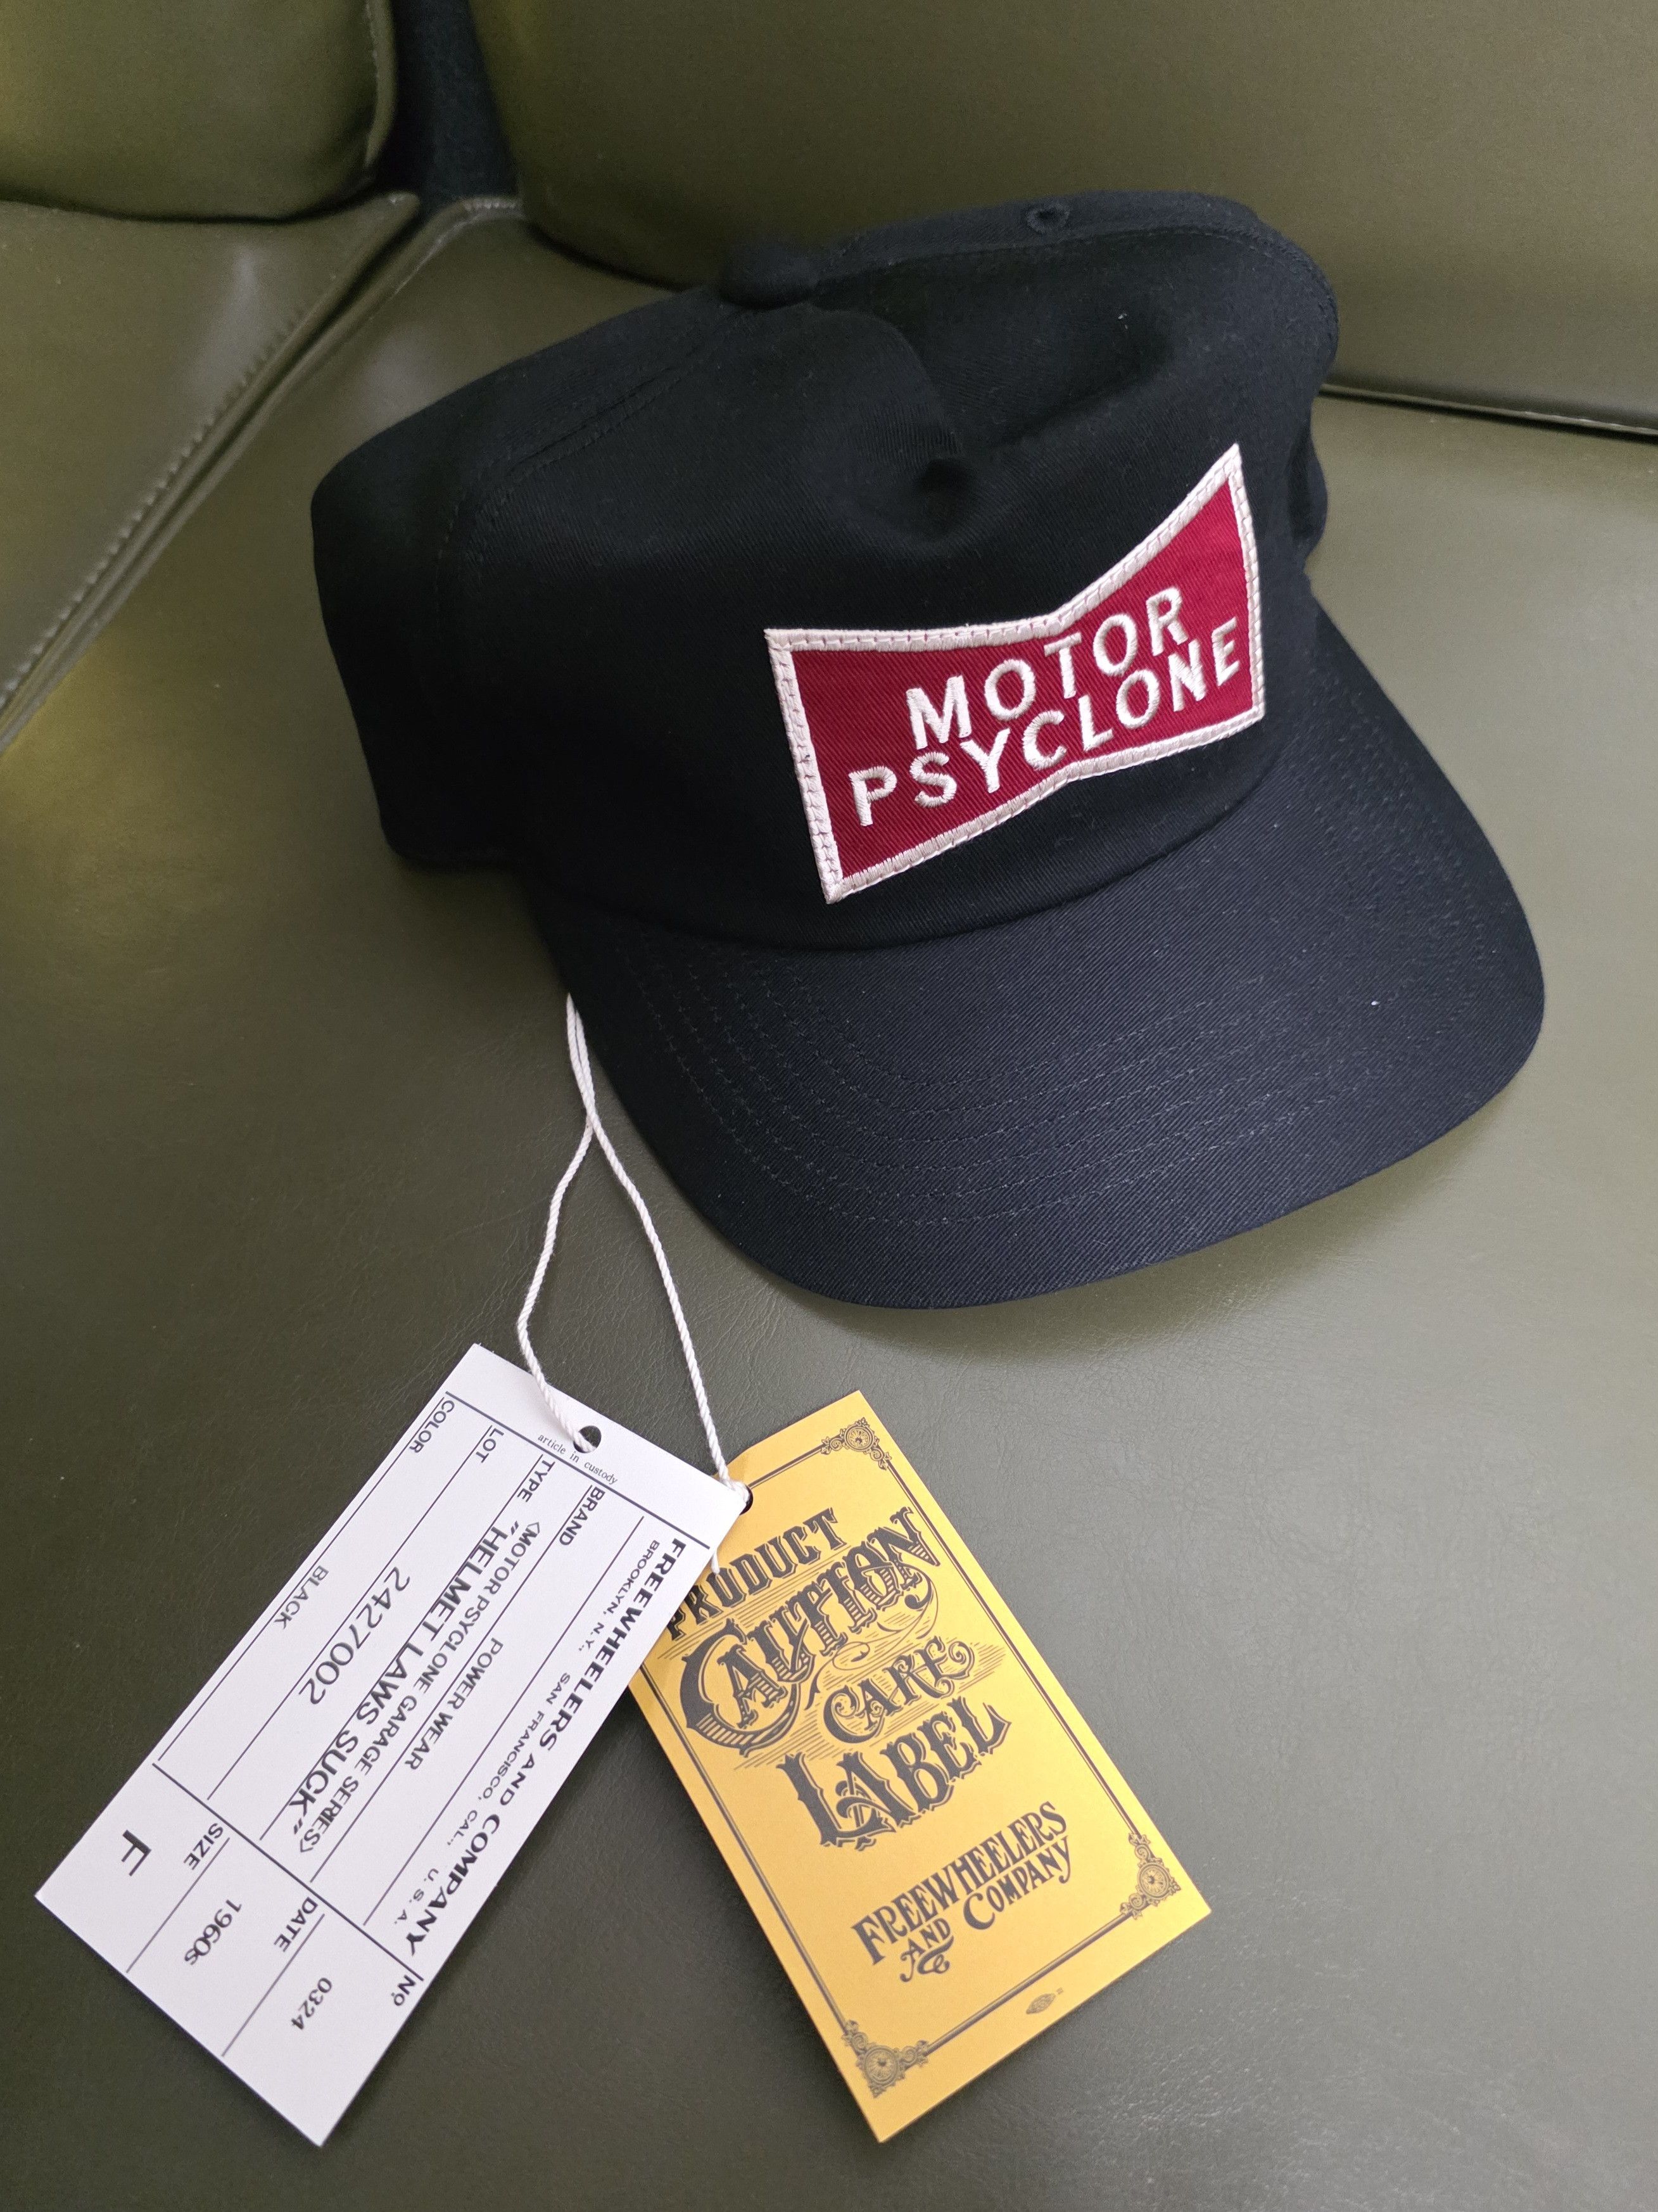 MOTOR
PSYCLONE
article in custody
BRAND
FREEWHEELERS AND COMPANY
BROOKLYN, N.Y., SAN FRANCISCO, CAL., U.S.A.
POWER WEAR
TYPE
<MOTOR PSYCLONE GARAGE SERIES>
"HELMET LAWS SUCK"
LOT
2427002
COLOR
BLACK
Nº
0324
DATE
1960s
SIZE
F
PRODUCT
CAUTION
CARE
LABEL
FREEWHEELERS
AND COMPANY